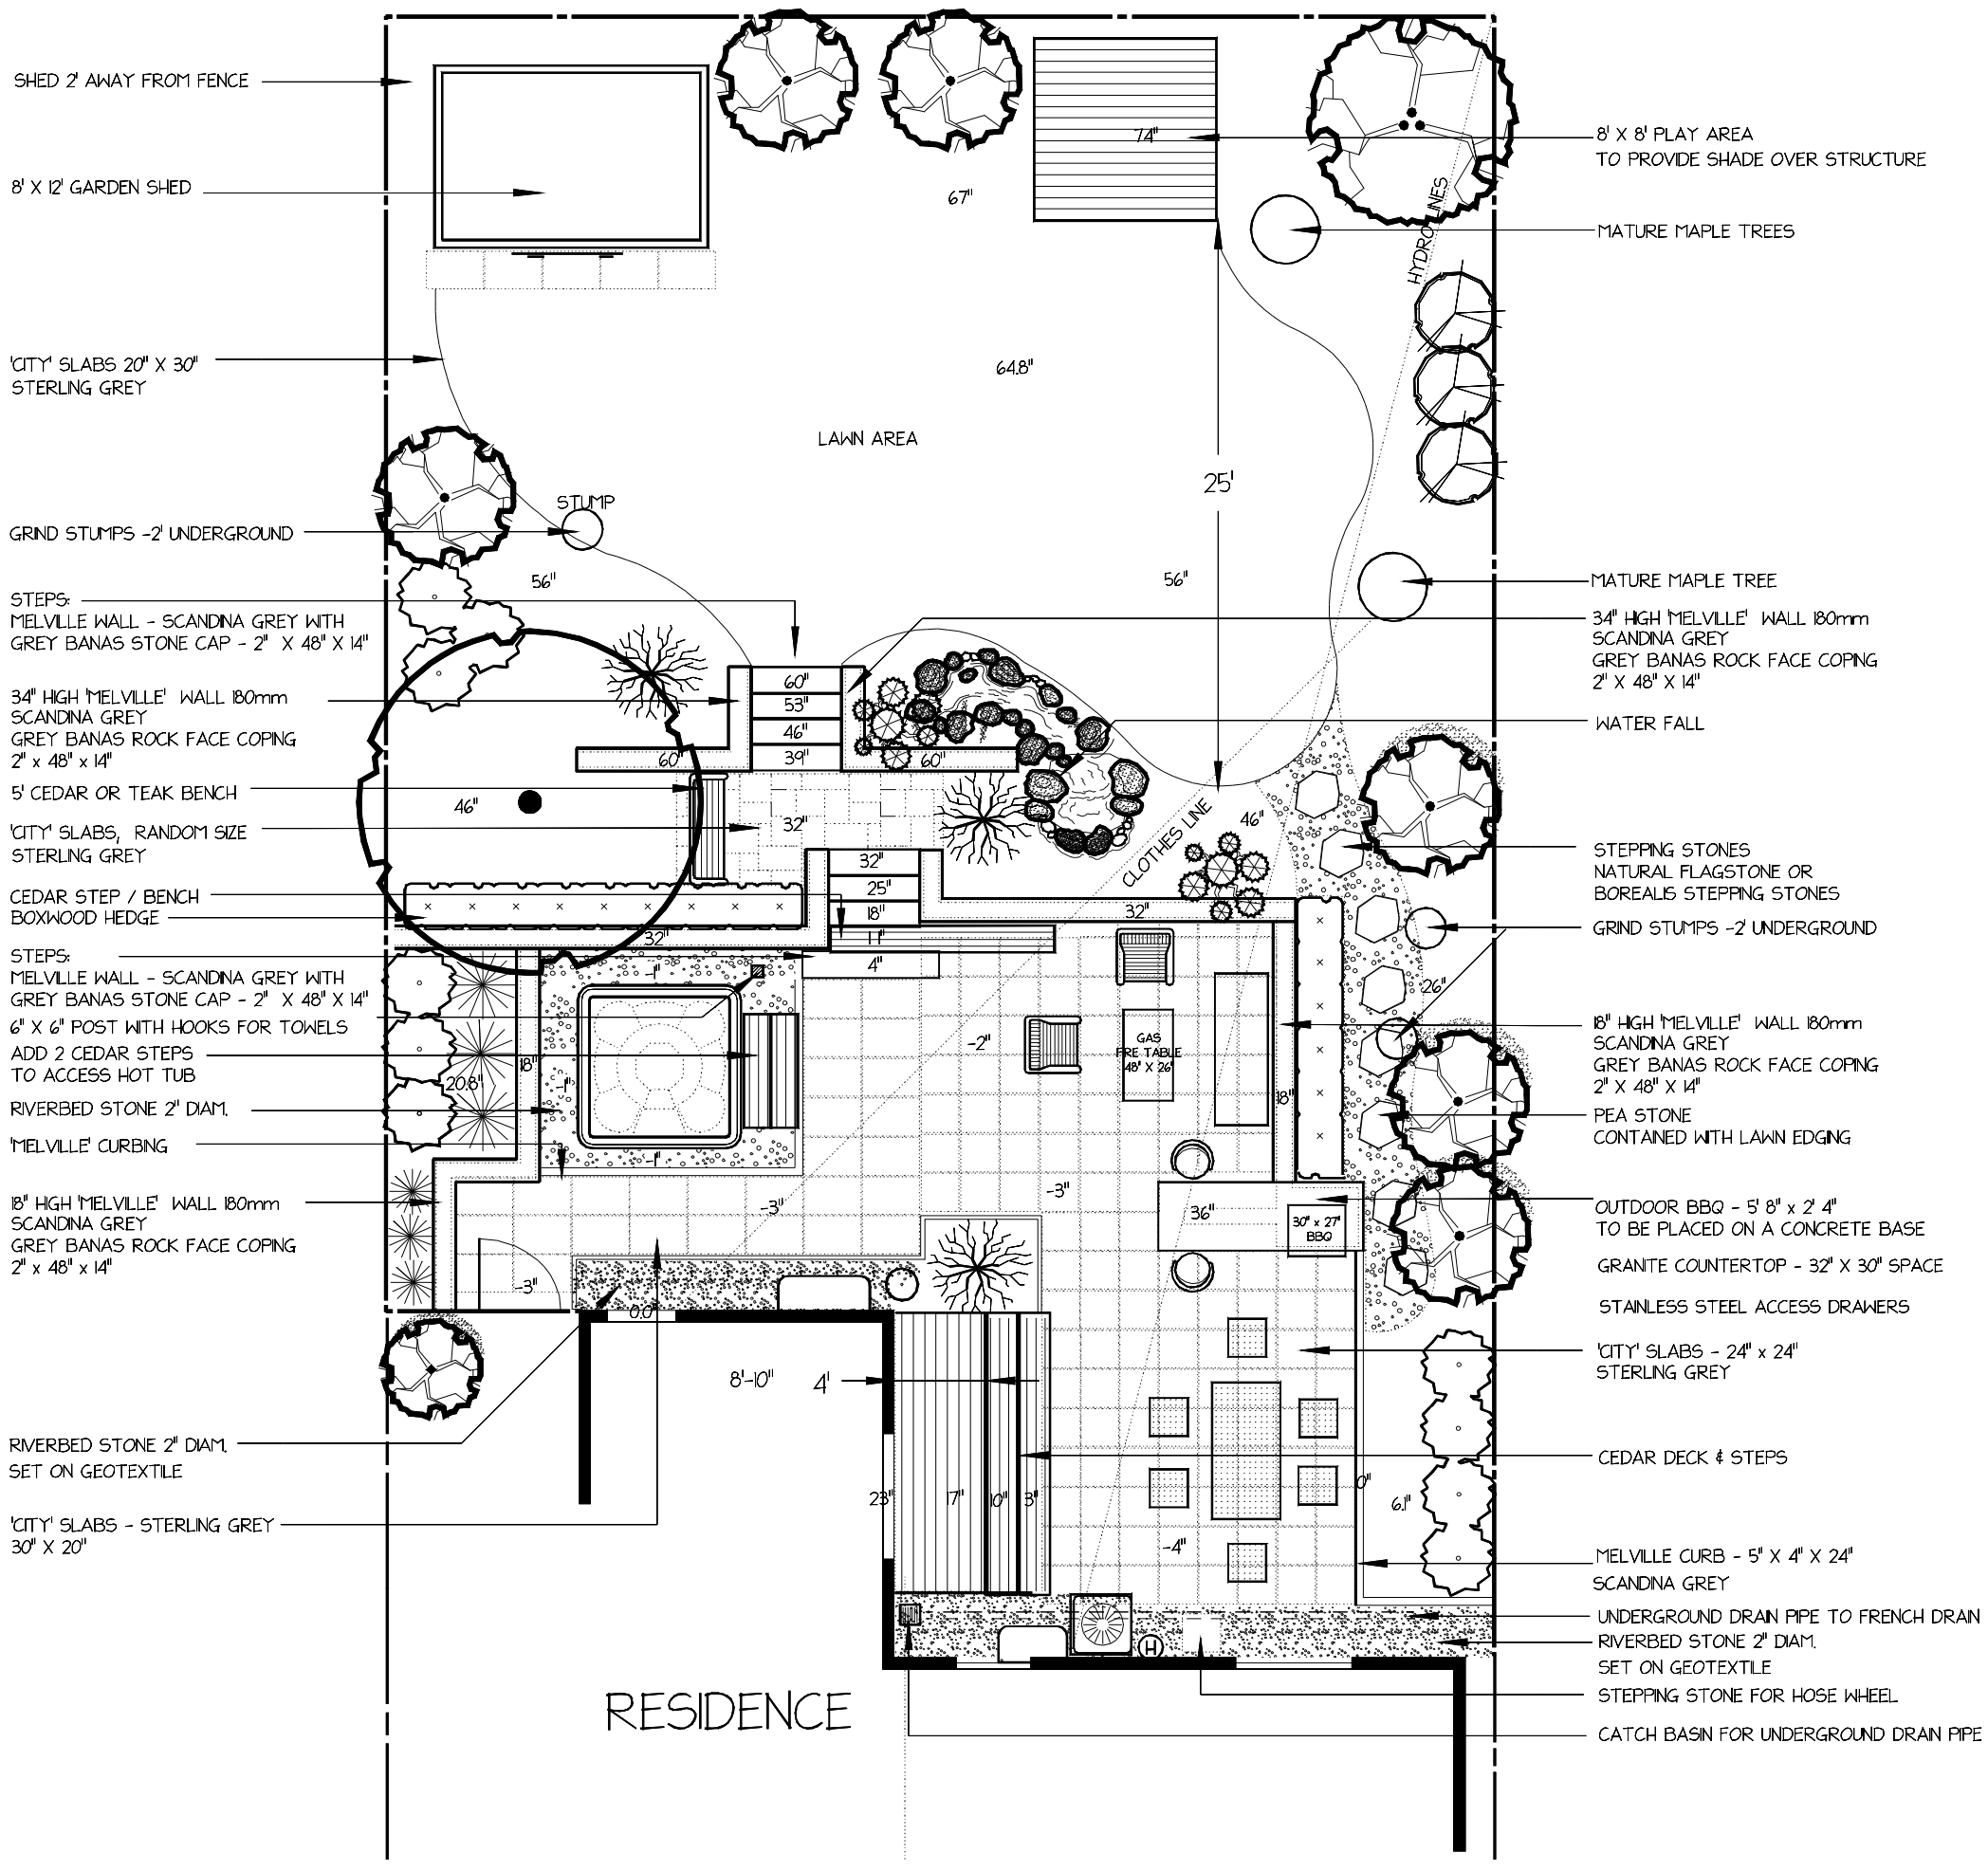 SHED 2' AWAY FROM FENCE
8' X 12' GARDEN SHED
'CITY' SLABS 20" X 30"
STERLING GREY
GRIND STUMPS -2' UNDERGROUND
STEPS:
MELVILLE WALL - SCANDINA GREY WITH
GREY BANAS STONE CAP - 2" X 48" X 14"
34" HIGH 'MELVILLE' WALL 180mm
SCANDINA GREY
GREY BANAS ROCK FACE COPING
2" x 48" x 14"
5' CEDAR OR TEAK BENCH
'CITY' SLABS, RANDOM SIZE
STERLING GREY
CEDAR STEP / BENCH
BOXWOOD HEDGE
STEPS:
MELVILLE WALL - SCANDINA GREY WITH
GREY BANAS STONE CAP - 2" X 48" X 14"
6" X 6" POST WITH HOOKS FOR TOWELS
ADD 2 CEDAR STEPS
TO ACCESS HOT TUB
RIVERBED STONE 2" DIAM.
'MELVILLE' CURBNG
18" HIGH 'MELVILLE' WALL 180mm
SCANDINA GREY
GREY BANAS ROCK FACE COPING
2" x 48" x 14"
RIVERBED STONE 2" DIAM.
SET ON GEOTEXTILE
'CITY' SLABS - STERLING GREY
30" X 20"
74"
67"
HYDRO LINES
64.8"
LAWN AREA
25'
STUMP
56"
56"
60"
53"
46"
39"
60"
60"
46"
32"
CLOTHES LINE
46"
32"
25"
18"
32"
32"
11"
4"
-1"
-2"
26"
GAS
FIRE TABLE
48" X 26"
18"
-1"
20.8"
18"
-1"
-3"
-3"
36"
30" x 27"
BBQ
-3"
0.0"
8'-10"
4'
23"
17"
10"
3"
0"
6.1"
-4"
H
RESIDENCE
8' X 8' PLAY AREA
TO PROVIDE SHADE OVER STRUCTURE
MATURE MAPLE TREES
MATURE MAPLE TREE
34" HIGH 'MELVILLE' WALL 180mm
SCANDINA GREY
GREY BANAS ROCK FACE COPING
2" X 48" X 14"
WATER FALL
STEPPING STONES
NATURAL FLAGSTONE OR
BOREALIS STEPPING STONES
GRIND STUMPS -2' UNDERGROUND
18" HIGH 'MELVILLE' WALL 180mm
SCANDINA GREY
GREY BANAS ROCK FACE COPING
2" X 48" X 14"
PEA STONE
CONTAINED WITH LAWN EDGING
OUTDOOR BBQ - 5' 8" x 2' 4"
TO BE PLACED ON A CONCRETE BASE
GRANITE COUNTERTOP - 32" X 30" SPACE
STAINLESS STEEL ACCESS DRAWERS
'CITY' SLABS - 24" x 24"
STERLING GREY
CEDAR DECK & STEPS
MELVILLE CURB - 5" X 4" X 24"
SCANDINA GREY
UNDERGROUND DRAIN PIPE TO FRENCH DRAIN
RIVERBED STONE 2" DIAM.
SET ON GEOTEXTILE
STEPPING STONE FOR HOSE WHEEL
CATCH BASIN FOR UNDERGROUND DRAIN PIPE